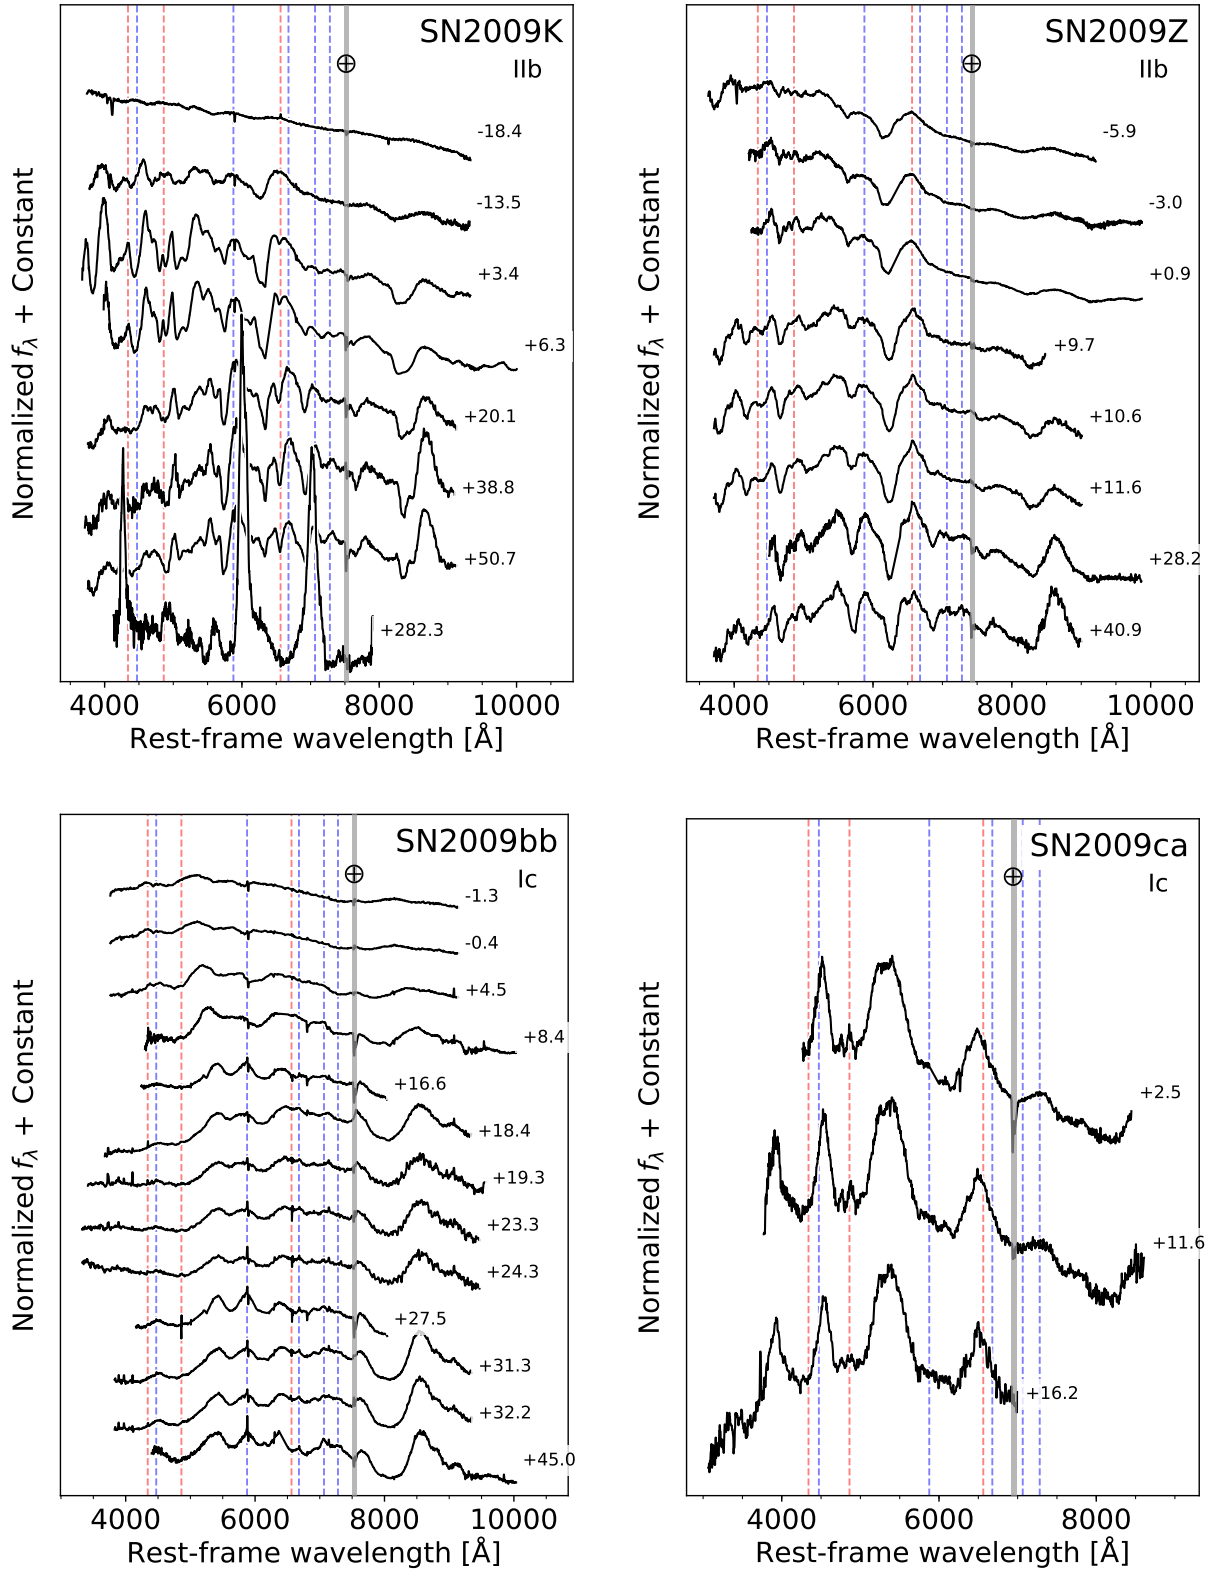 SN2009K
IIb
⊕
-18.4
-13.5
+3.4
+6.3
+20.1
+38.8
+50.7
+282.3
Normalized fλ + Constant
4000 6000 8000 10000
Rest-frame wavelength [Å]
SN2009Z
IIb
⊕
-5.9
-3.0
+0.9
+9.7
+10.6
+11.6
+28.2
+40.9
Normalized fλ + Constant
4000 6000 8000 10000
Rest-frame wavelength [Å]
SN2009bb
Ic
⊕
-1.3
-0.4
+4.5
+8.4
+16.6
+18.4
+19.3
+23.3
+24.3
+27.5
+31.3
+32.2
+45.0
Normalized fλ + Constant
4000 6000 8000 10000
Rest-frame wavelength [Å]
SN2009ca
Ic
⊕
+2.5
+11.6
+16.2
Normalized fλ + Constant
4000 6000 8000
Rest-frame wavelength [Å]